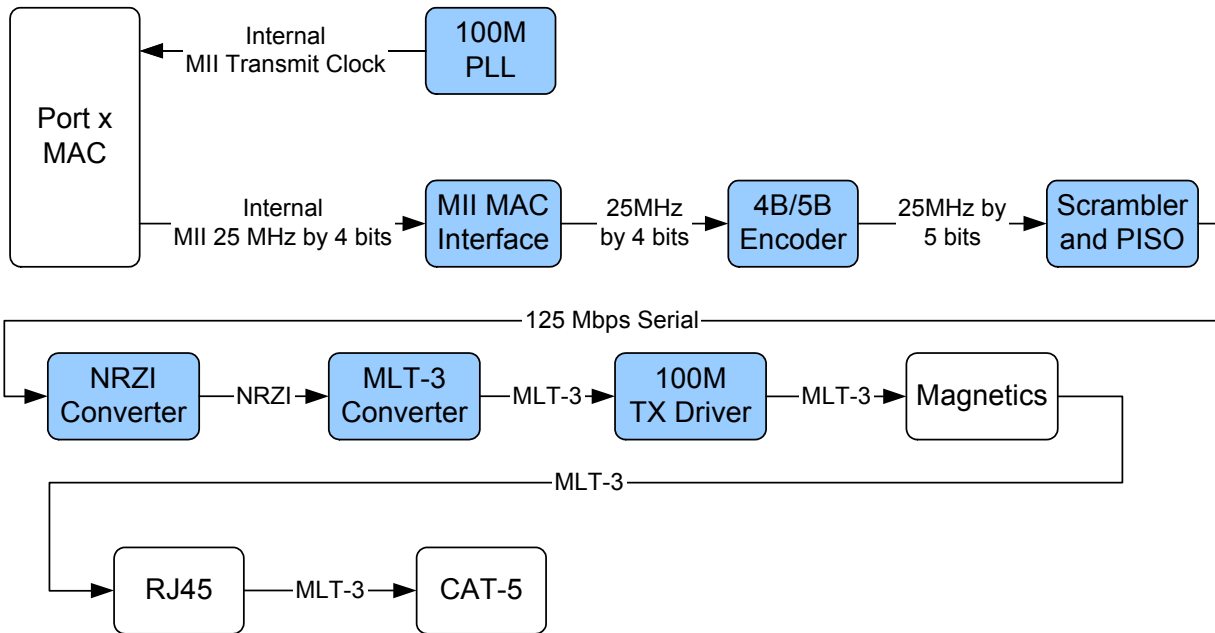 Internal
MII Transmit Clock
100M
PLL
Port x
MAC
Internal
MII 25 MHz by 4 bits
MII MAC
Interface
25MHz
by 4 bits
4B/5B
Encoder
25MHz by
5 bits
Scrambler
and PISO
125 Mbps Serial
NRZI
Converter
NRZI
MLT-3
Converter
MLT-3
100M
TX Driver
MLT-3
Magnetics
MLT-3
RJ45
MLT-3
CAT-5